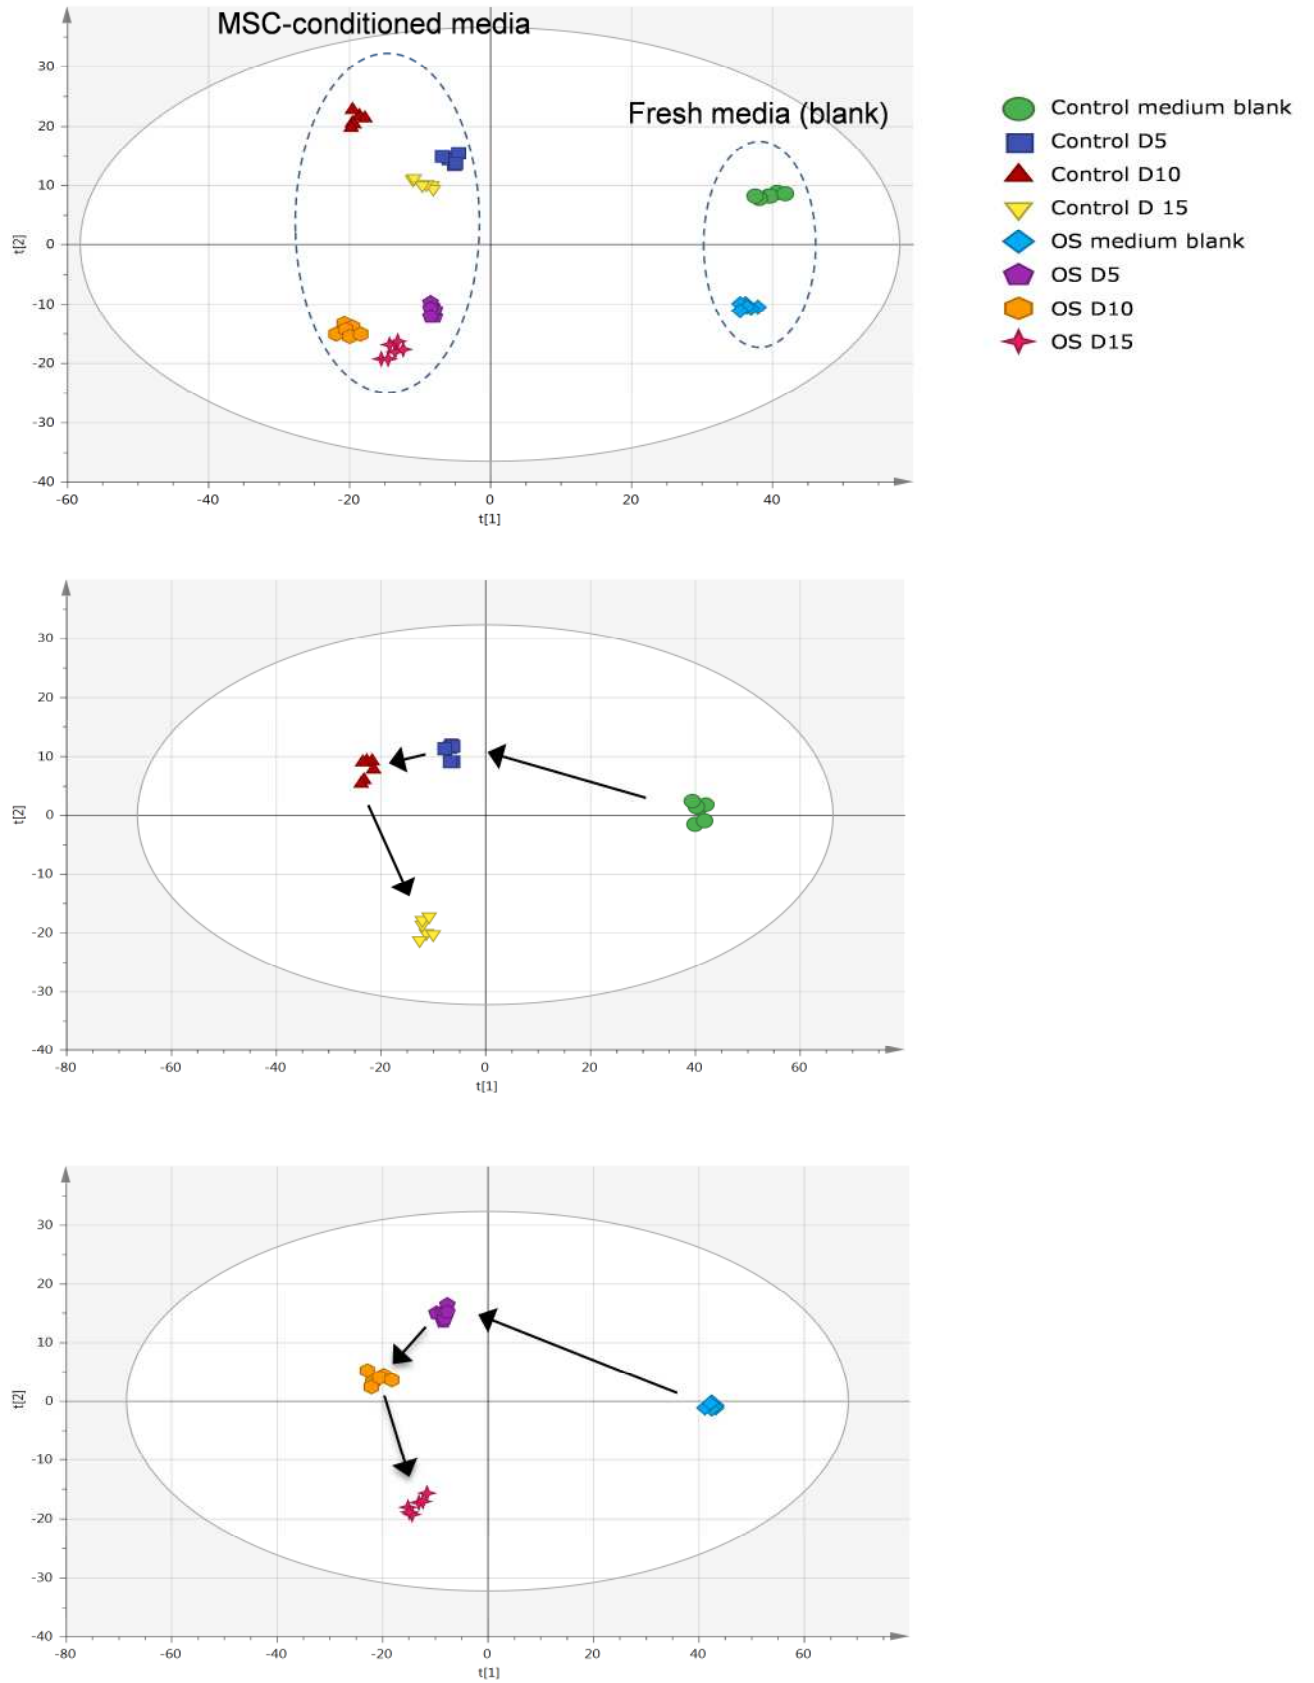 MSC-conditioned media
Fresh media (blank)
30
20
10
0
-10
-20
-30
-40
t[2]
-60
-40
-20
0
20
40
t[1]
Control medium blank
Control D5
Control D10
Control D 15
OS medium blank
OS D5
OS D10
OS D15
30
20
10
0
-10
-20
-30
-40
t[2]
-80
-60
-40
-20
0
20
40
60
t[1]
30
20
10
0
-10
-20
-30
-40
t[2]
-80
-60
-40
-20
0
20
40
60
t[1]